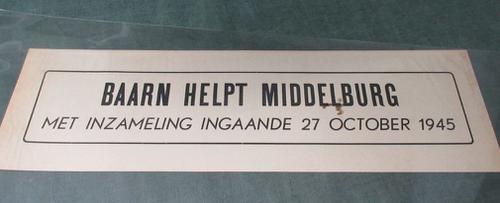 BAARN HELPT MIDDELBURG
MET INZAMELING INGAANDE 27 OCTOBER 1945